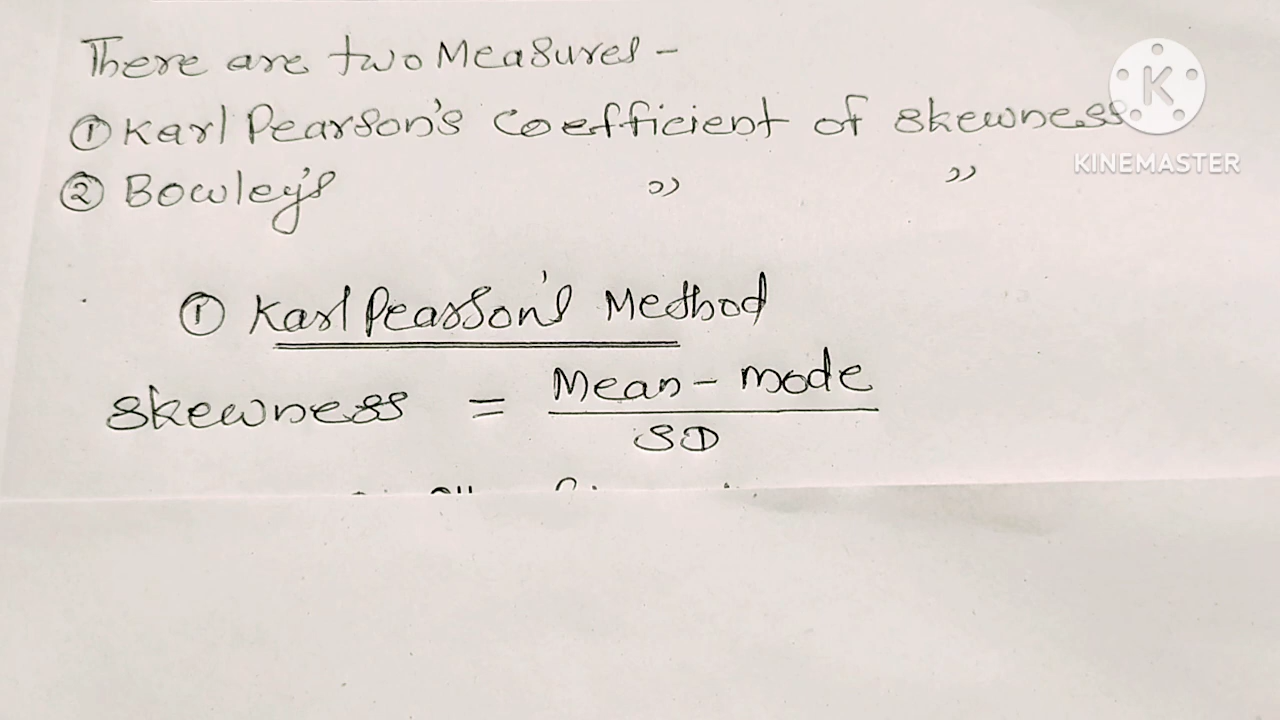 There are two Measures -
① Karl Pearson's Coefficient of skewness
② Bowley's " "
① Karl Pearson's Method
skewness = Mean - mode
SD
K
KINEMASTER